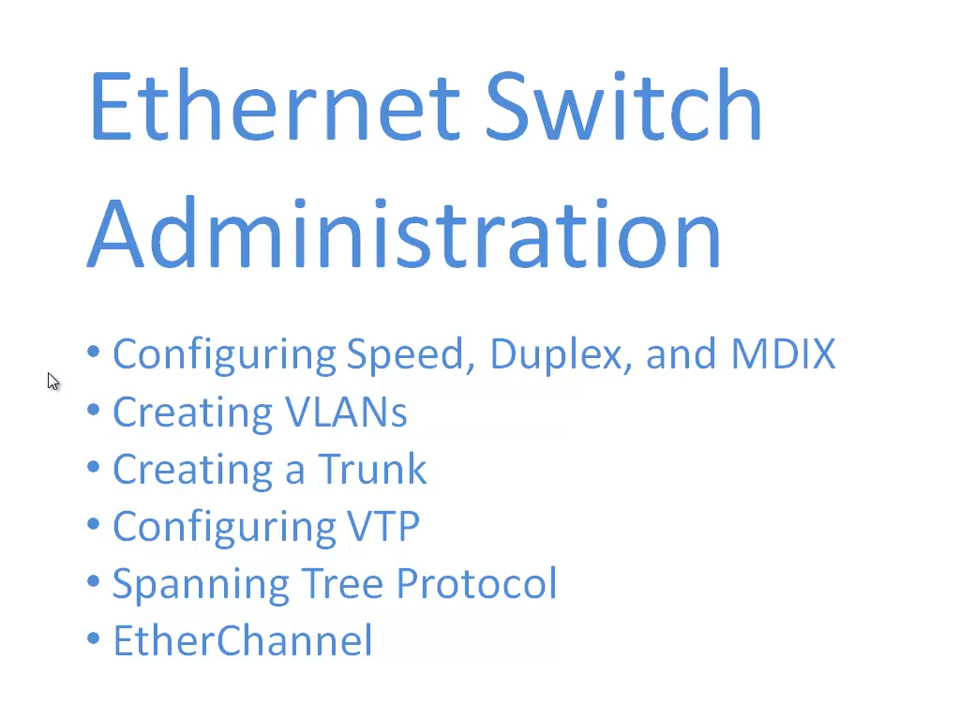 Ethernet Switch
Administration
• Configuring Speed, Duplex, and MDIX
• Creating VLANs
• Creating a Trunk
• Configuring VTP
• Spanning Tree Protocol
• EtherChannel